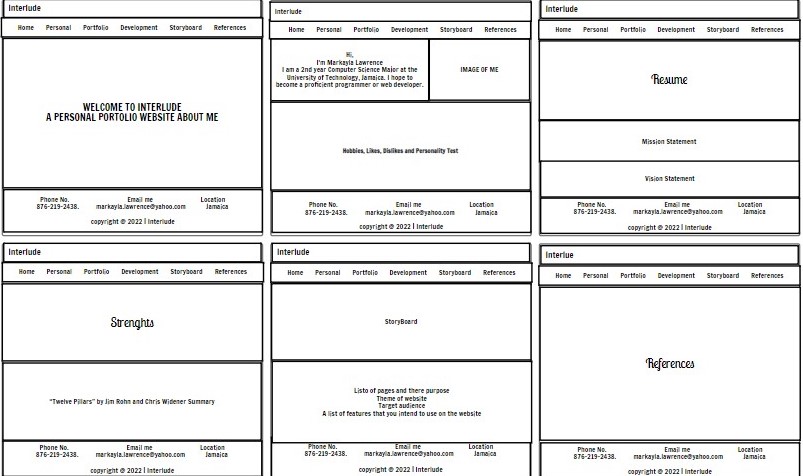 Interlude
Home Personal Portfolio Development Storyboard References
WELCOME TO INTERLUDE
A PERSONAL PORTOLIO WEBSITE ABOUT ME
Phone No. Email me Location
876-219-2438. markayla.lawrence@yahoo.com Jamaica
copyright @ 2022 | Interlude
Interlude
Home Personal Portfolio Development Storyboard References
Hi,
I'm Markayla Lawrence
I am a 2nd year Computer Science Major at the
University of Technology, Jamaica. I hope to
become a proficient programmer or web developer.
IMAGE OF ME
Hobbies, Likes, Dislikes and Personality Test
Phone No. Email me Location
876-219-2438. markayla.lawrence@yahoo.com Jamaica
copyright @ 2022 | Interlude
Interlude
Home Personal Portfolio Development Storyboard References
Resume
Mission Statement
Vision Statement
Phone No. Email me Location
876-219-2438. markayla.lawrence@yahoo.com Jamaica
copyright @ 2022 | Interlude
Interlude
Home Personal Portfolio Development Storyboard References
Strenghts
"Twelve Pillars" by Jim Rohn and Chris Widener Summary
Phone No. Email me Location
876-219-2438. markayla.lawrence@yahoo.com Jamaica
copyright @ 2022 | Interlude
Interlude
Home Personal Portfolio Development Storyboard References
StoryBoard
Listo of pages and there purpose
Theme of website
Target audience
A list of features that you intend to use on the website
Phone No. Email me Location
876-219-2438. markayla.lawrence@yahoo.com Jamaica
copyright @ 2022 | Interlude
Interlue
Home Personal Portfolio Development Storyboard References
References
Phone No. Email me Location
876-219-2438. markayla.lawrence@yahoo.com Jamaica
copyright @ 2022 | Interlude